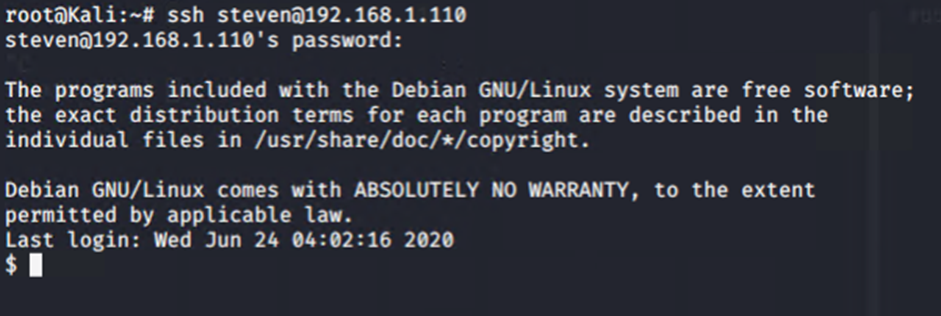 root@Kali:~# ssh steven@192.168.1.110
steven@192.168.1.110's password:
The programs included with the Debian GNU/Linux system are free software;
the exact distribution terms for each program are described in the
individual files in /usr/share/doc/*/copyright.
Debian GNU/Linux comes with ABSOLUTELY NO WARRANTY, to the extent
permitted by applicable law.
Last login: Wed Jun 24 04:02:16 2020
$